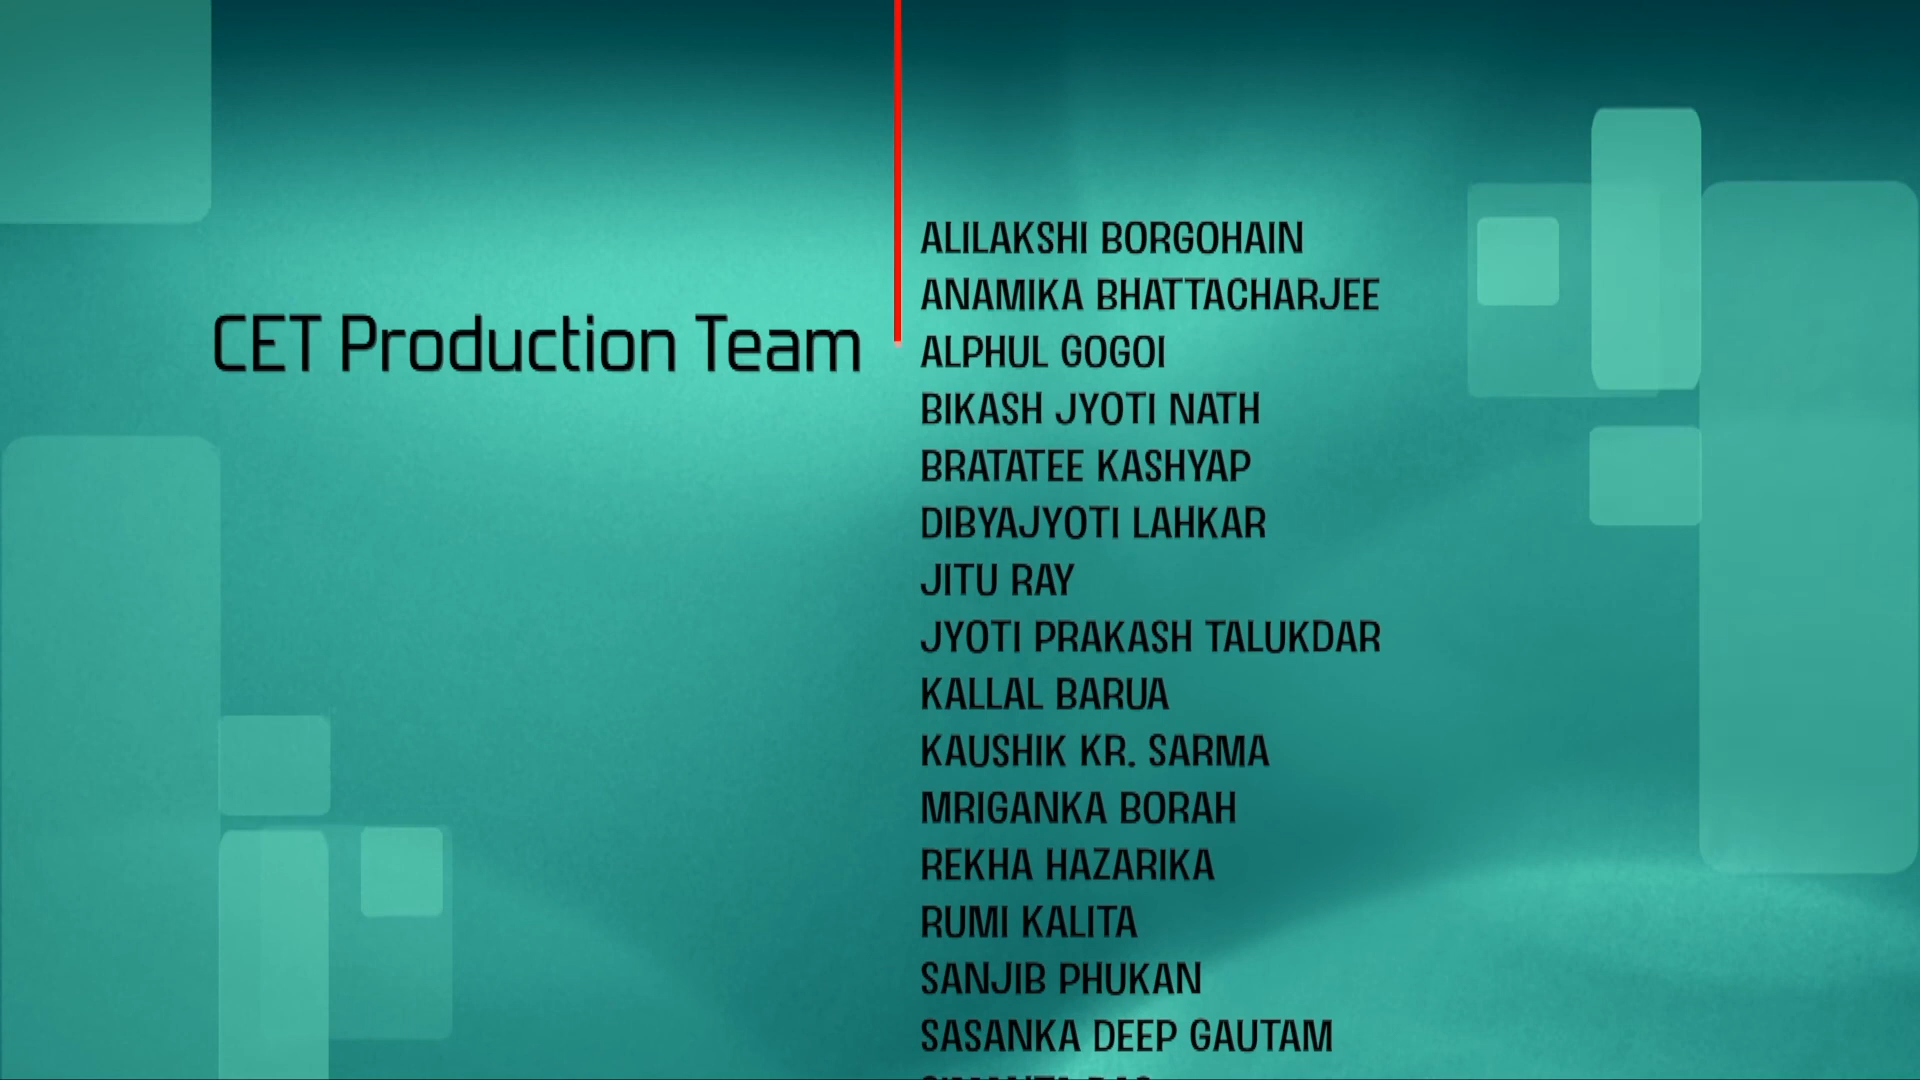 CET Production Team
ALILAKSHI BORGOHAIN
ANAMIKA BHATTACHARJEE
ALPHUL GOGOI
BIKASH JYOTI NATH
BRATATEE KASHYAP
DIBYAJYOTI LAHKAR
JITU RAY
JYOTI PRAKASH TALUKDAR
KALLAL BARUA
KAUSHIK KR. SARMA
MRIGANKA BORAH
REKHA HAZARIKA
RUMI KALITA
SANJIB PHUKAN
SASANKA DEEP GAUTAM